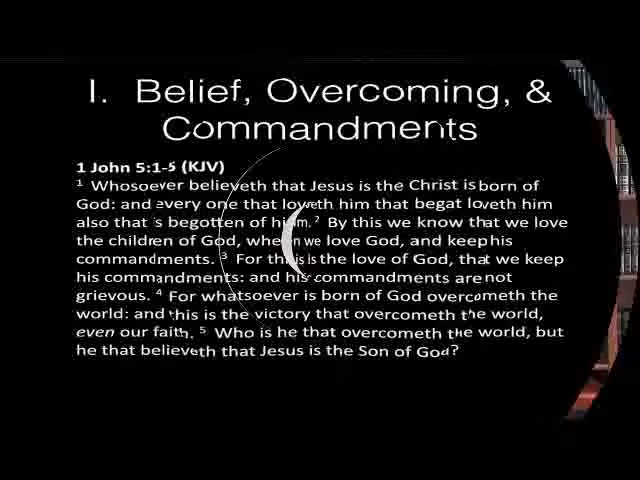 I. Belief, Overcoming, &
Commandments
1 John 5:1-5 (KJV)
1 Whosoever believeth that Jesus is the Christ is born of
God: and every one that loveth him that begat loveth him
also that is begotten of him. 2 By this we know that we love
the children of God, when we love God, and keep his
commandments. 3 For this is the love of God, that we keep
his commandments: and his commandments are not
grievous. 4 For whatsoever is born of God overcometh the
world: and this is the victory that overcometh the world,
even our faith. 5 Who is he that overcometh the world, but
he that believeth that Jesus is the Son of God?